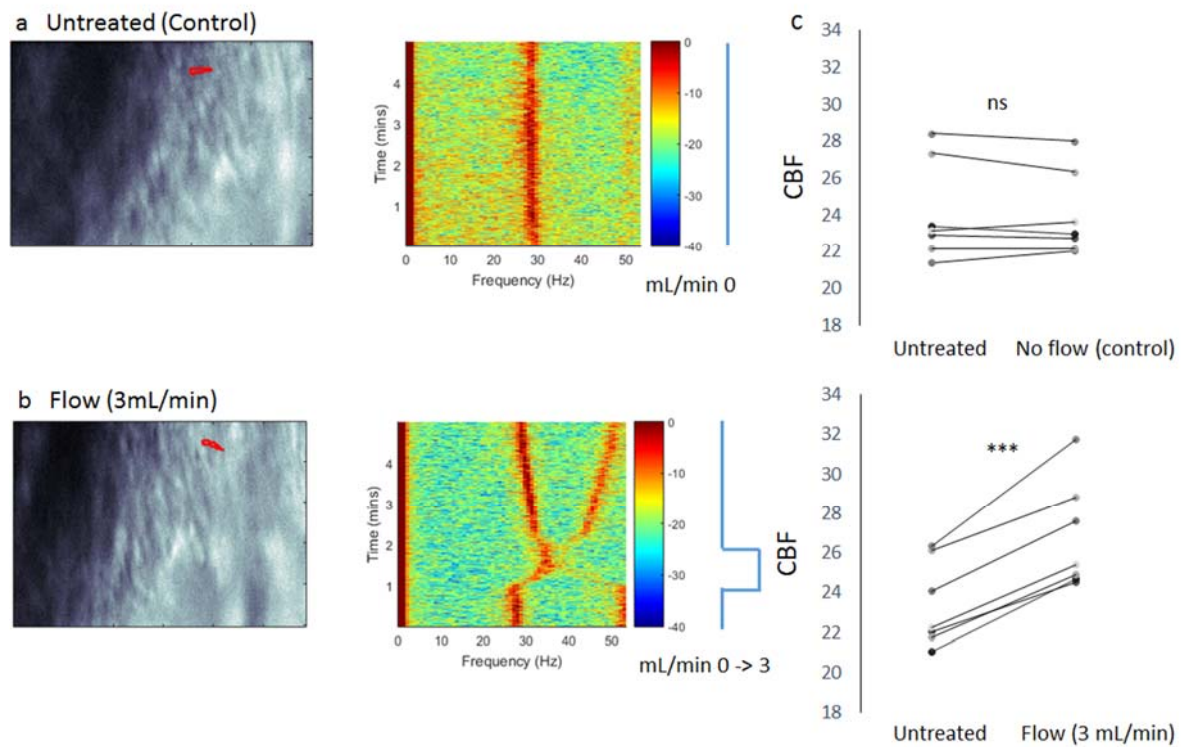 a Untreated (Control)
4
3
2
1
Time (mins)
0 10 20 30 40 50
Frequency (Hz)
0
-10
-20
-30
-40
mL/min 0
b Flow (3mL/min)
4
3
2
1
Time (mins)
0 10 20 30 40 50
Frequency (Hz)
0
-10
-20
-30
-40
mL/min 0 -> 3
c
34
32
30
28
26
24
22
20
18
CBF
ns
Untreated No flow (control)
34
32
30
28
26
24
22
20
18
CBF
***
Untreated Flow (3 mL/min)